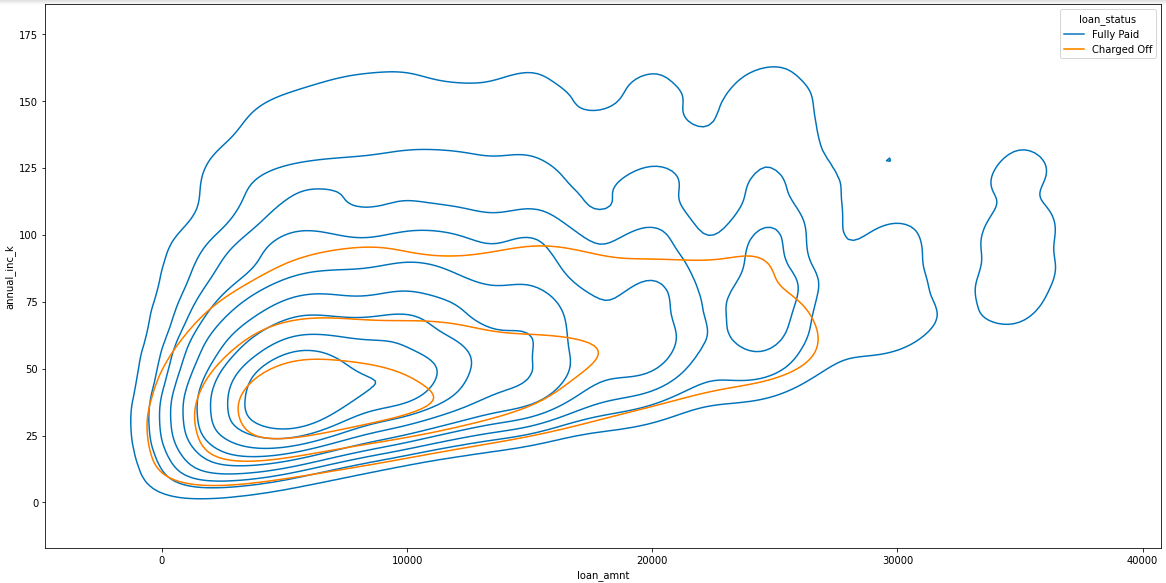 loan_status
Fully Paid
Charged Off
175
150
125
100
75
50
25
0
annual_inc_k
0
10000
20000
30000
40000
loan_amnt